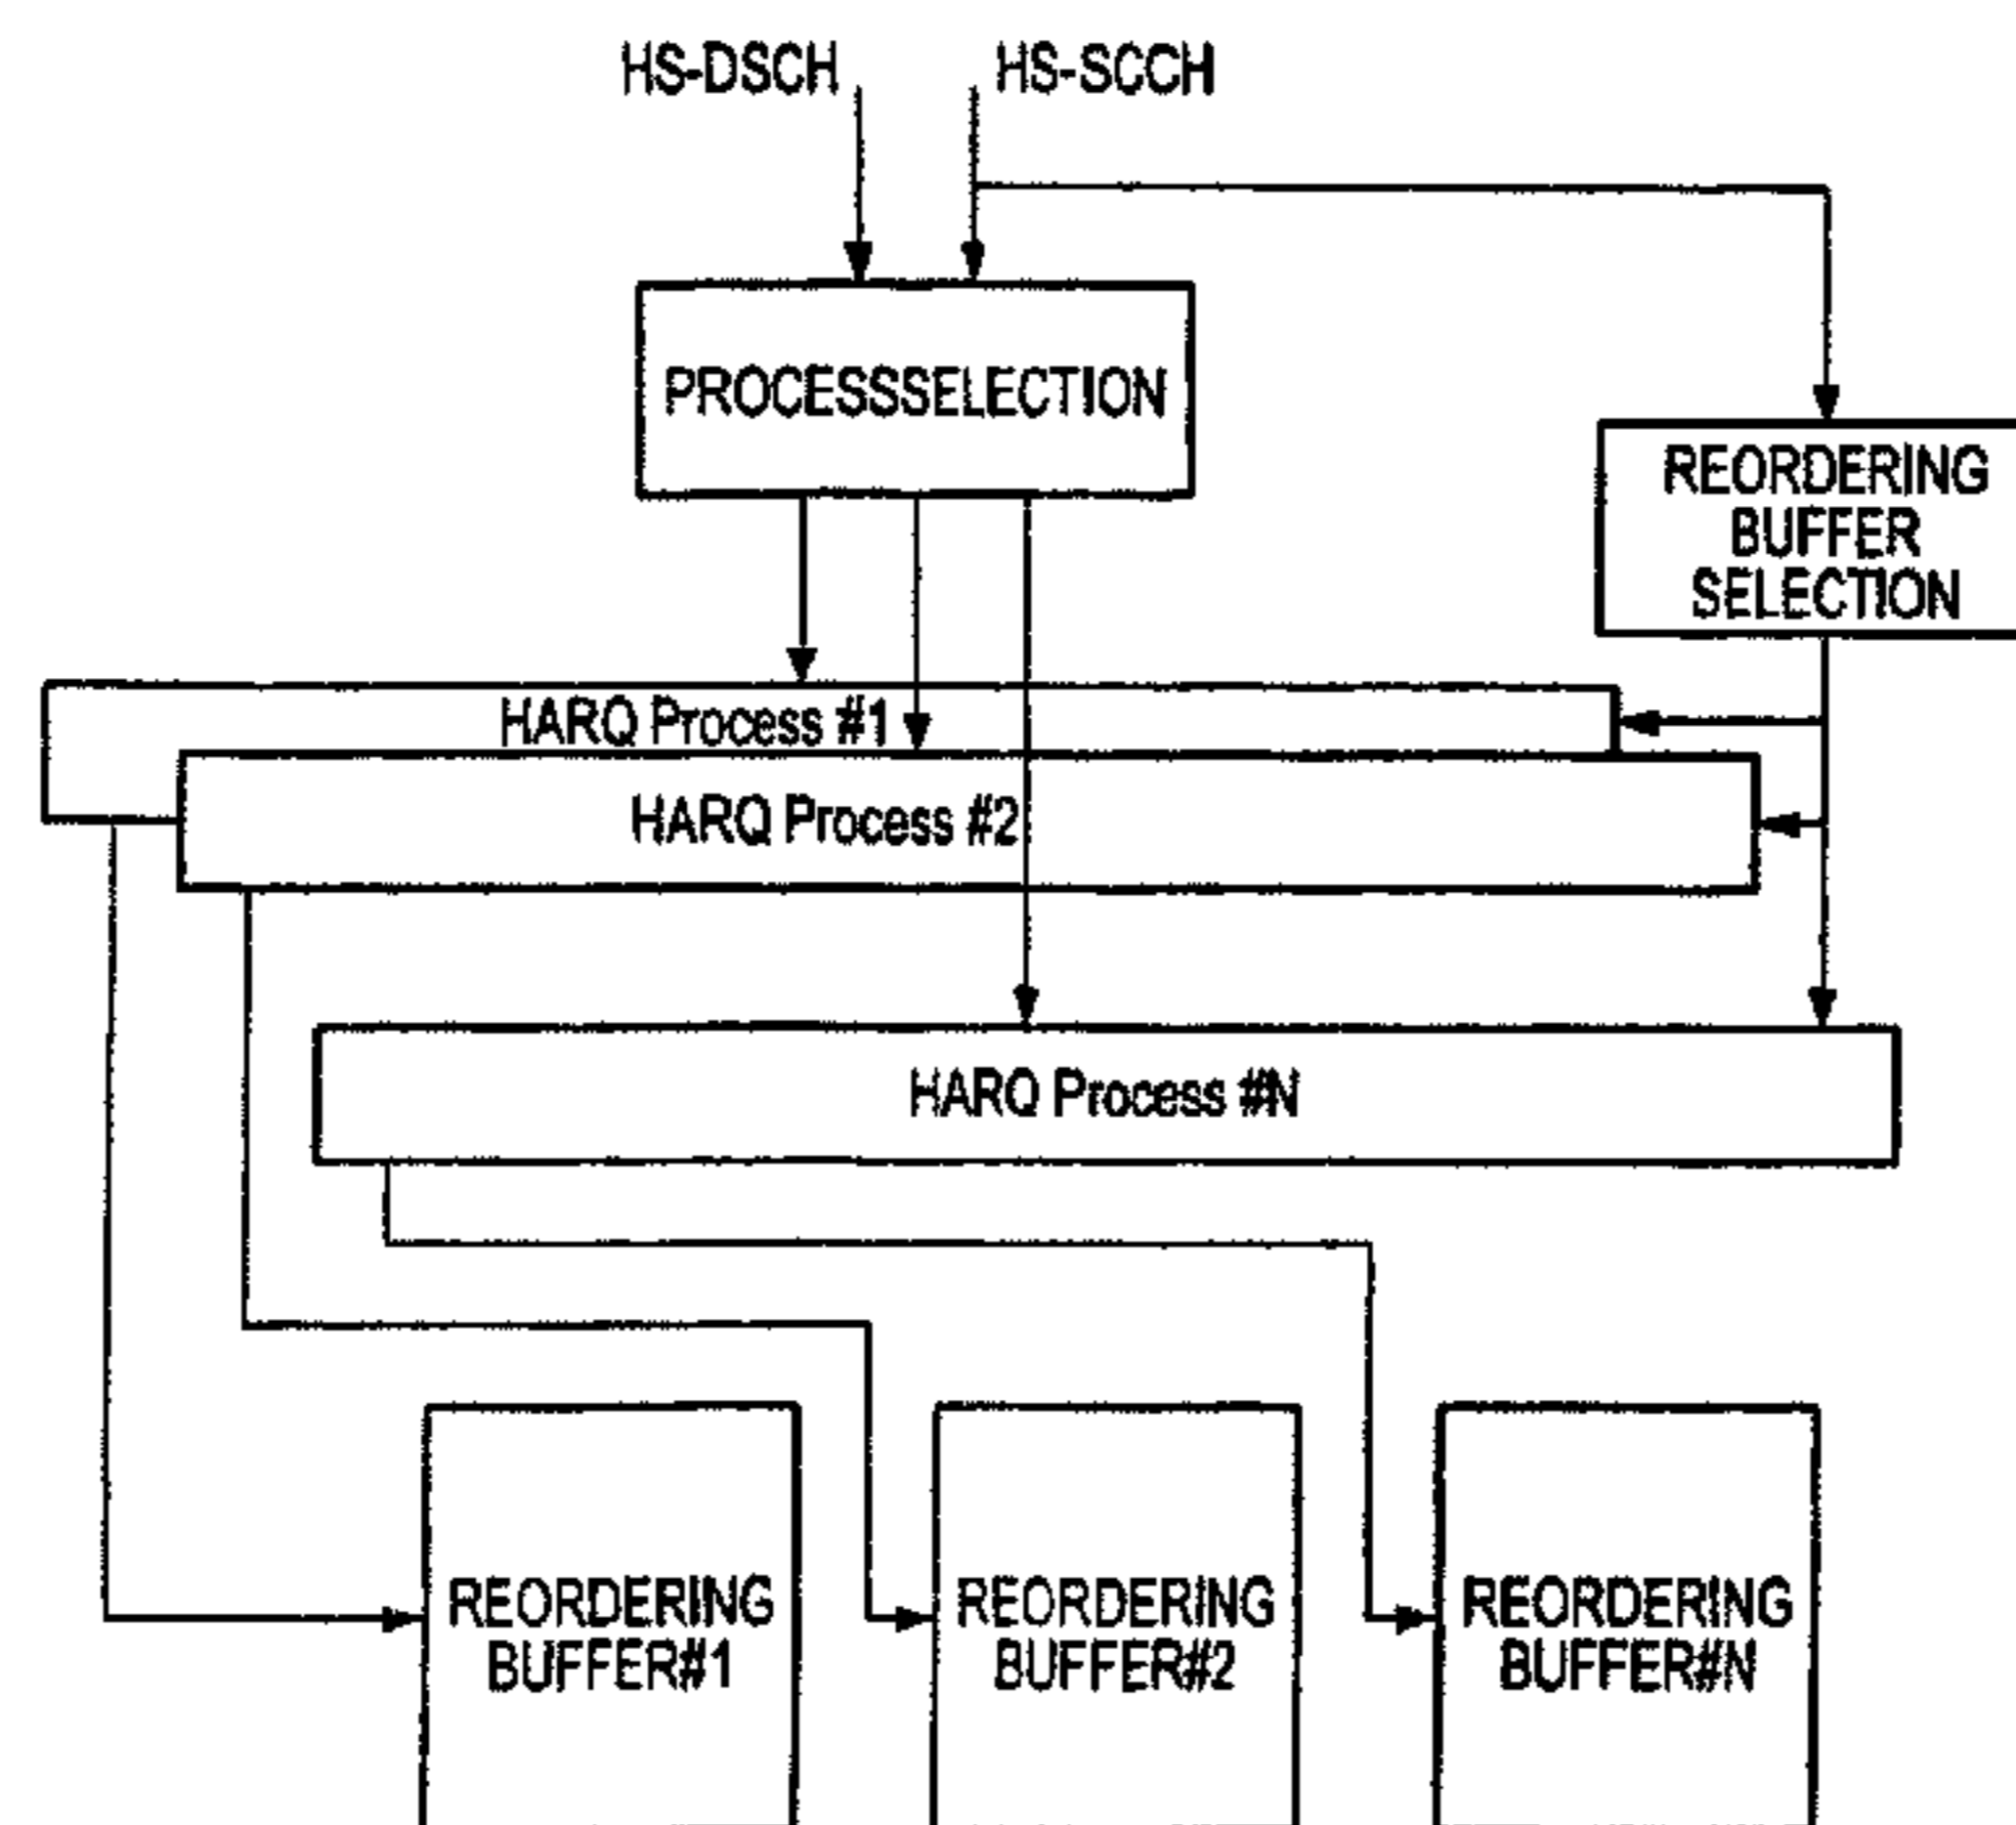 HS-DSCH
HS-SCCH
PROCESSSELECTION
REORDERING
BUFFER
SELECTION
HARQ Process #1
HARQ Process #2
HARQ Process #N
REORDERING
BUFFER#1
REORDERING
BUFFER#2
REORDERING
BUFFER#N